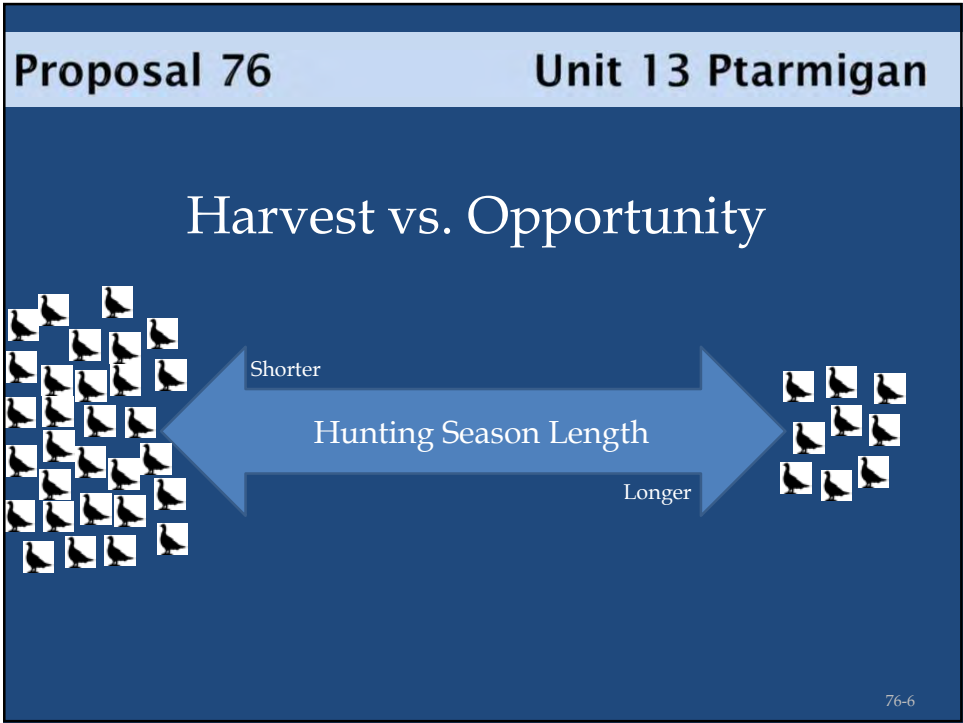 Proposal 76 Unit 13 Ptarmigan
Harvest vs. Opportunity
Shorter
Hunting Season Length
Longer
76-6